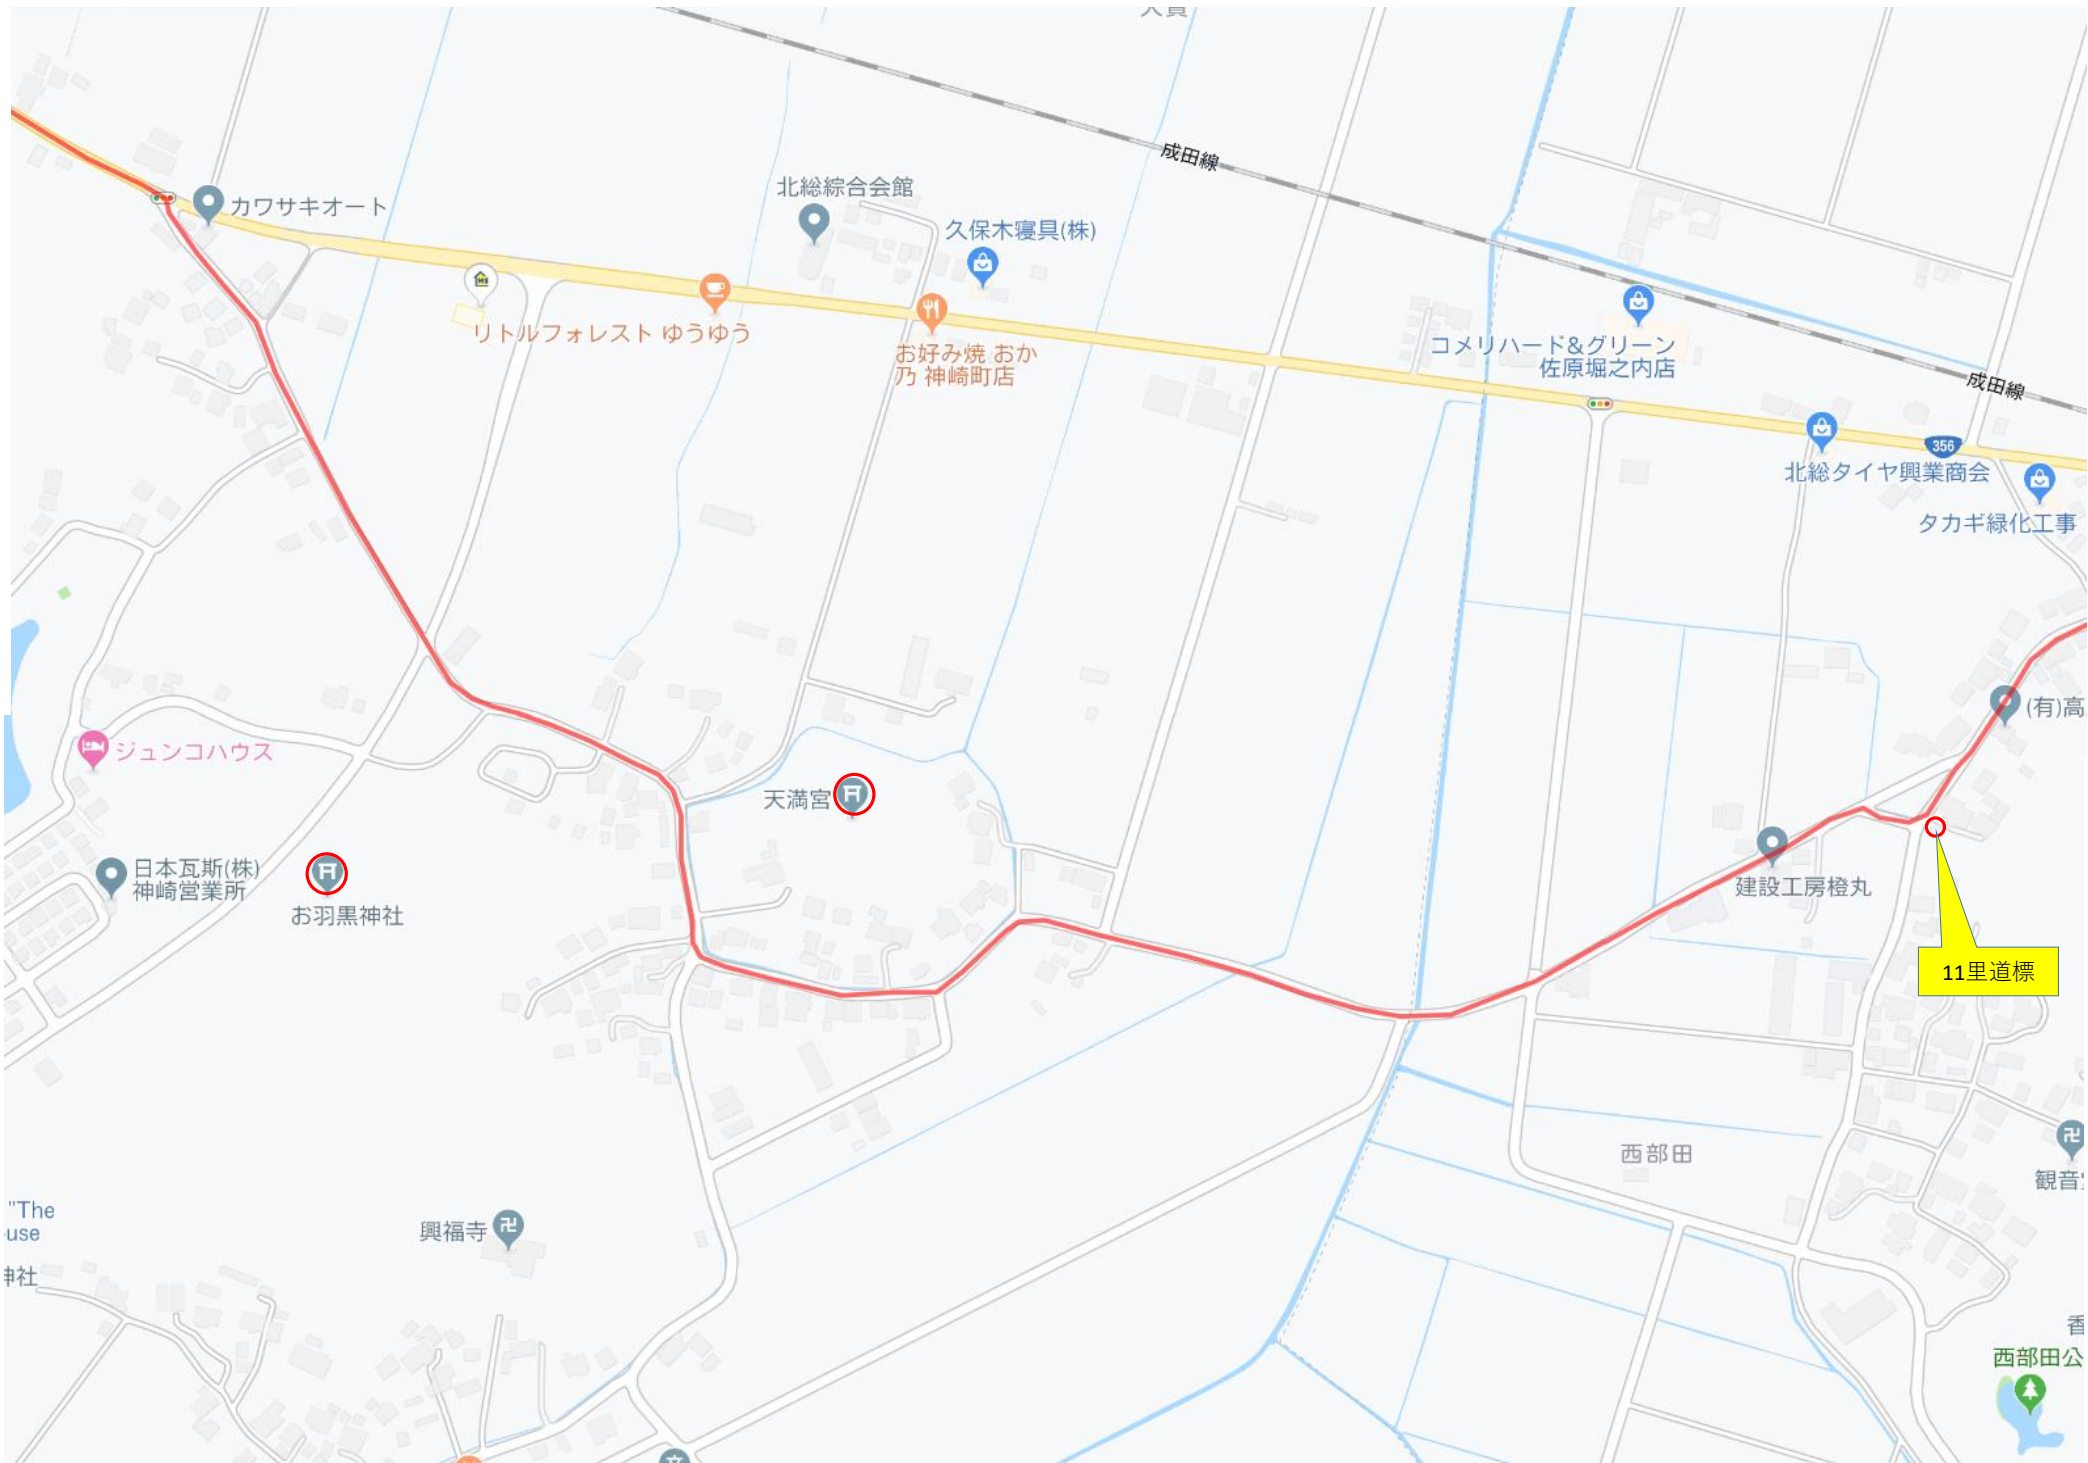 成田線
カワサキオート
北総綜合会館
久保木寝具(株)
リトルフォレスト ゆうゆう
お好み焼 おか
乃 神崎町店
コメリハード&グリーン
佐原堀之内店
成田線
356
北総タイヤ興業商会
タカギ緑化工事
(有)高
ジュンコハウス
天満宮
日本瓦斯(株)
神崎営業所
お羽黒神社
建設工房橙丸
11里道標
西部田
観音
"The
use
興福寺
神社
香
西部田公